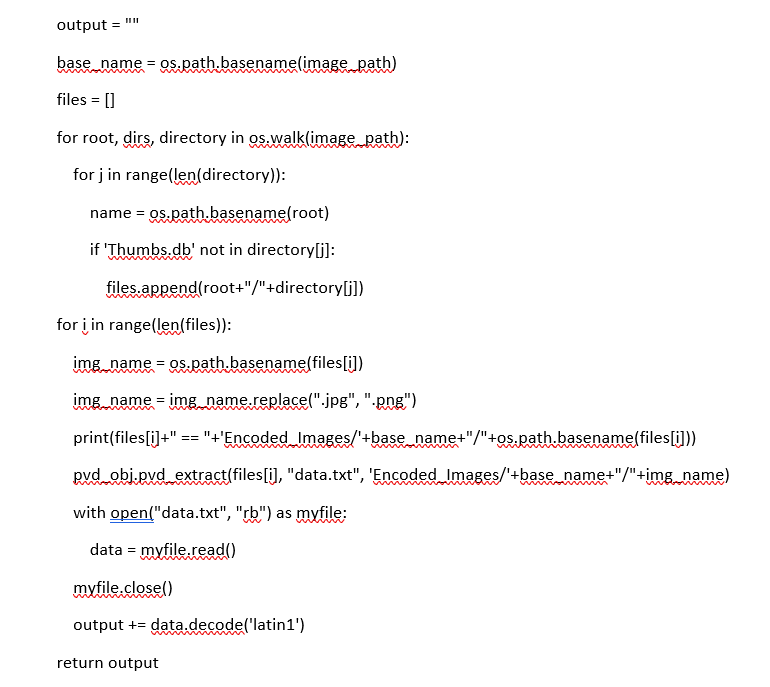 output = ""
base_name = os.path.basename(image_path)
files = []
for root, dirs, directory in os.walk(image_path):
for j in range(len(directory)):
name = os.path.basename(root)
if 'Thumbs.db' not in directory[j]:
files.append(root+"/"+directory[j])
for i in range(len(files)):
img_name = os.path.basename(files[i])
img_name = img_name.replace(".jpg", ".png")
print(files[i]+" == "+'Encoded_Images/'+base_name+"/"+os.path.basename(files[i]))
pvd_obj.pvd_extract(files[i], "data.txt", 'Encoded_Images/'+base_name+"/"+img_name)
with open("data.txt", "rb") as myfile:
data = myfile.read()
myfile.close()
output += data.decode('latin1')
return output